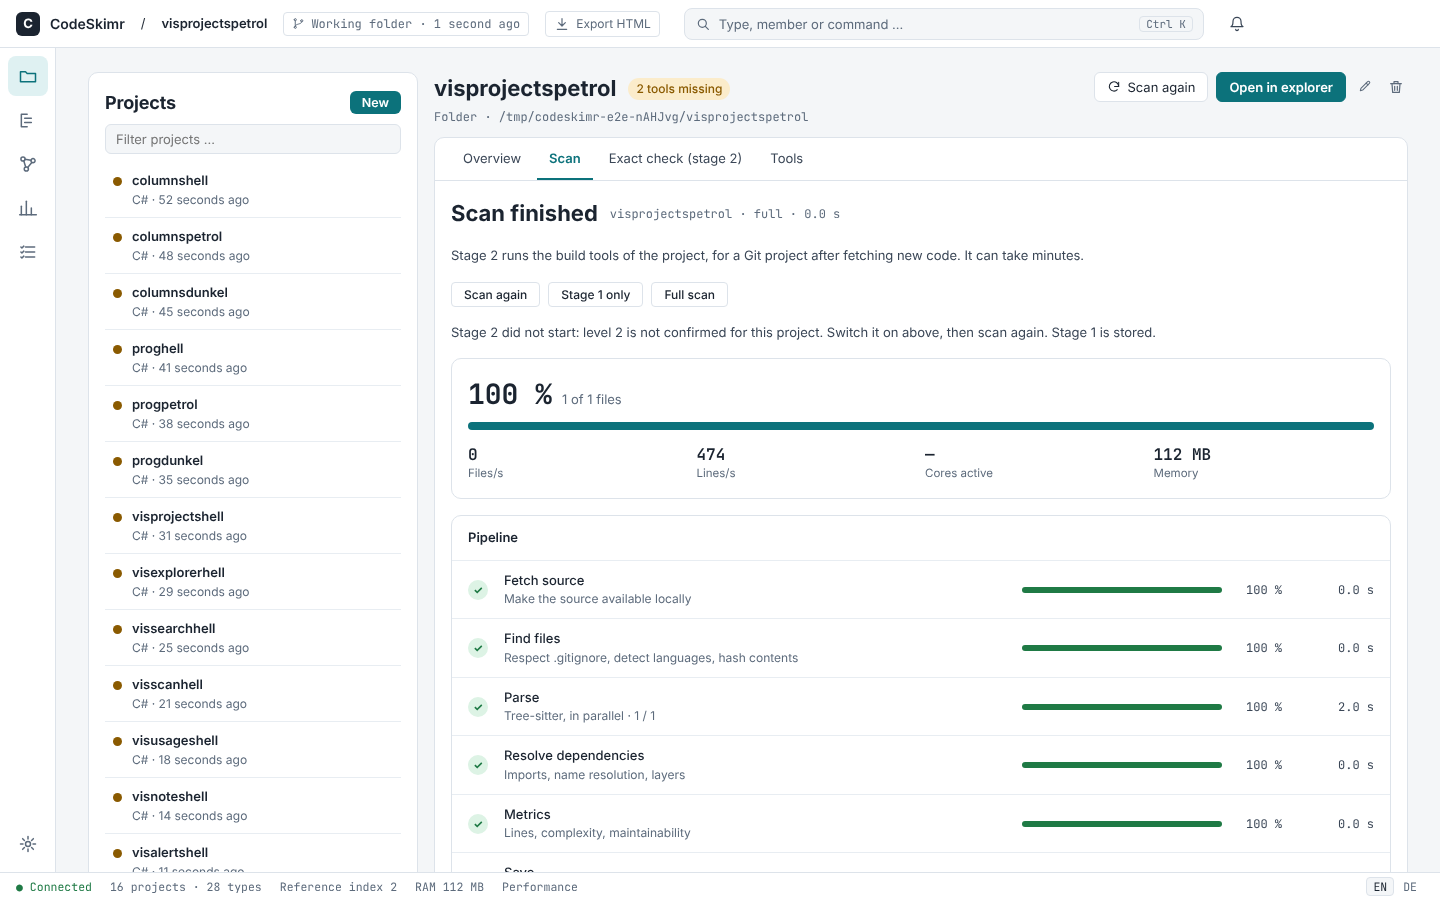 C CodeSkimr / visprojectspetrol Working folder · 1 second ago Export HTML Type, member or command ... Ctrl K
Projects New
Filter projects ...
columnshell
C# · 52 seconds ago
columnspetrol
C# · 48 seconds ago
columnsdunkel
C# · 45 seconds ago
proghell
C# · 41 seconds ago
progpetrol
C# · 38 seconds ago
progdunkel
C# · 35 seconds ago
visprojectshell
C# · 31 seconds ago
visexplorerhell
C# · 29 seconds ago
vissearchhell
C# · 25 seconds ago
visscanhell
C# · 21 seconds ago
visusageshell
C# · 18 seconds ago
visnoteshell
C# · 14 seconds ago
visalertshell
C# · 11 seconds ago
visprojectspetrol 2 tools missing Scan again Open in explorer
Folder · /tmp/codeskimr-e2e-nAHJvg/visprojectspetrol
Overview Scan Exact check (stage 2) Tools
Scan finished visprojectspetrol · full · 0.0 s
Stage 2 runs the build tools of the project, for a Git project after fetching new code. It can take minutes.
Scan again Stage 1 only Full scan
Stage 2 did not start: level 2 is not confirmed for this project. Switch it on above, then scan again. Stage 1 is stored.
100 % 1 of 1 files
0 474 — 112 MB
Files/s Lines/s Cores active Memory
Pipeline
Fetch source
Make the source available locally 100 % 0.0 s
Find files
Respect .gitignore, detect languages, hash contents 100 % 0.0 s
Parse
Tree-sitter, in parallel · 1 / 1 100 % 2.0 s
Resolve dependencies
Imports, name resolution, layers 100 % 0.0 s
Metrics
Lines, complexity, maintainability 100 % 0.0 s
Save
Connected 16 projects · 28 types Reference index 2 RAM 112 MB Performance EN DE